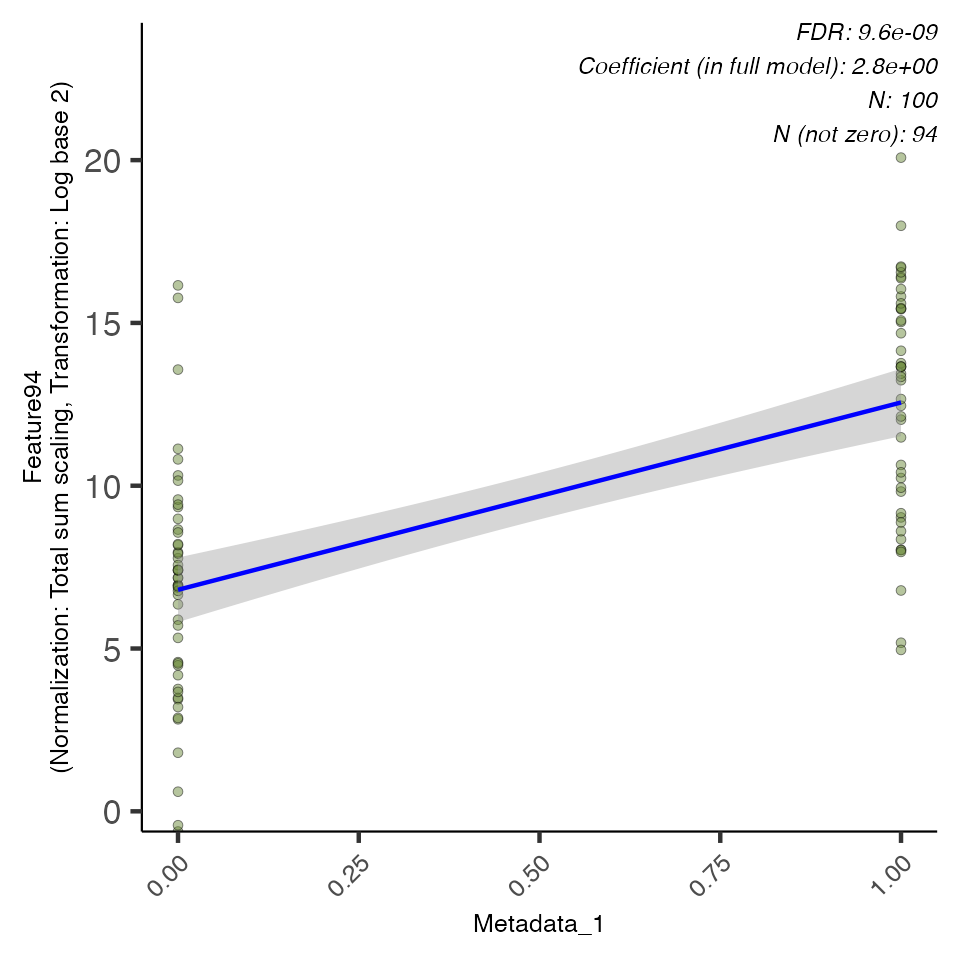 FDR: 9.6e-09
Coefficient (in full model): 2.8e+00
N: 100
N (not zero): 94
Feature94
(Normalization: Total sum scaling, Transformation: Log base 2)
20
15
10
5
0
0.00
0.25
0.50
0.75
1.00
Metadata_1